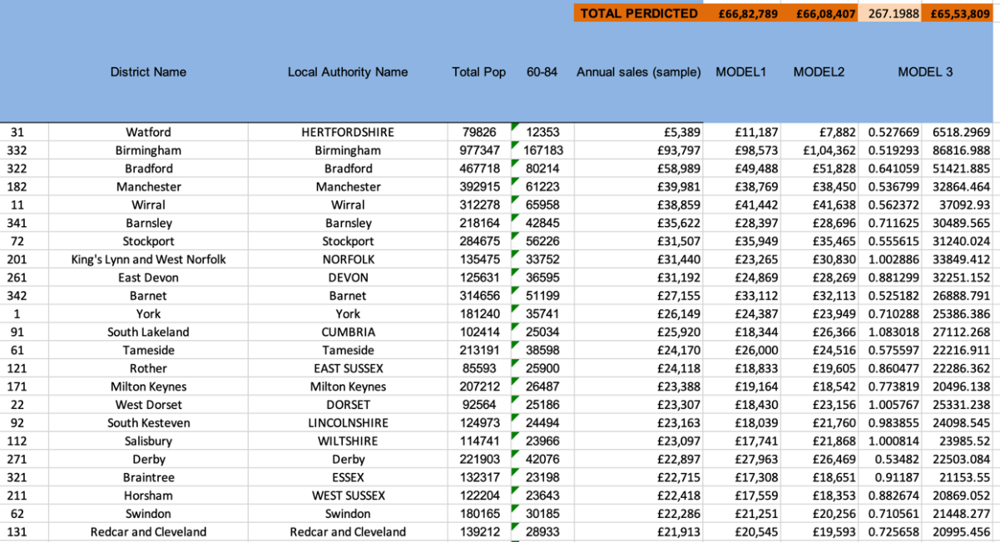 TOTAL PERDICTED £66,82,789 £66,08,407 267.1988 £65,53,809
District Name Local Authority Name Total Pop 60-84 Annual sales (sample) MODEL1 MODEL2 MODEL 3
31 Watford HERTFORDSHIRE 79826 12353 £5,389 £11,187 £7,882 0.527669 6518.2969
332 Birmingham Birmingham 977347 167183 £93,797 £98,573 £1,04,362 0.519293 86816.988
322 Bradford Bradford 467718 80214 £58,989 £49,488 £51,828 0.641059 51421.885
182 Manchester Manchester 392915 61223 £39,981 £38,769 £38,450 0.536799 32864.464
11 Wirral Wirral 312278 65958 £38,859 £41,442 £41,638 0.562372 37092.93
341 Barnsley Barnsley 218164 42845 £35,622 £28,397 £28,696 0.711625 30489.565
72 Stockport Stockport 284675 56226 £31,507 £35,949 £35,465 0.555615 31240.024
201 King's Lynn and West Norfolk NORFOLK 135475 33752 £31,440 £23,265 £30,830 1.002886 33849.412
261 East Devon DEVON 125631 36595 £31,192 £24,869 £28,269 0.881299 32251.152
342 Barnet Barnet 314656 51199 £27,155 £33,112 £32,113 0.525182 26888.791
1 York York 181240 35741 £26,149 £24,387 £23,949 0.710288 25386.386
91 South Lakeland CUMBRIA 102414 25034 £25,920 £18,344 £26,366 1.083018 27112.268
61 Tameside Tameside 213191 38598 £24,170 £26,000 £24,516 0.575597 22216.911
121 Rother EAST SUSSEX 85593 25900 £24,118 £18,833 £19,605 0.860477 22286.362
171 Milton Keynes Milton Keynes 207212 26487 £23,388 £19,164 £18,542 0.773819 20496.138
22 West Dorset DORSET 92564 25186 £23,307 £18,430 £23,156 1.005767 25331.238
92 South Kesteven LINCOLNSHIRE 124973 24494 £23,163 £18,039 £21,760 0.983855 24098.545
112 Salisbury WILTSHIRE 114741 23966 £23,097 £17,741 £21,868 1.000814 23985.52
271 Derby Derby 221903 42076 £22,897 £27,963 £26,469 0.53482 22503.084
321 Braintree ESSEX 132317 23198 £22,715 £17,308 £18,651 0.91187 21153.55
211 Horsham WEST SUSSEX 122204 23643 £22,418 £17,559 £18,353 0.882674 20869.052
62 Swindon Swindon 180165 30185 £22,286 £21,251 £20,256 0.710561 21448.277
131 Redcar and Cleveland Redcar and Cleveland 139212 28933 £21,913 £20,545 £19,593 0.725658 20995.456